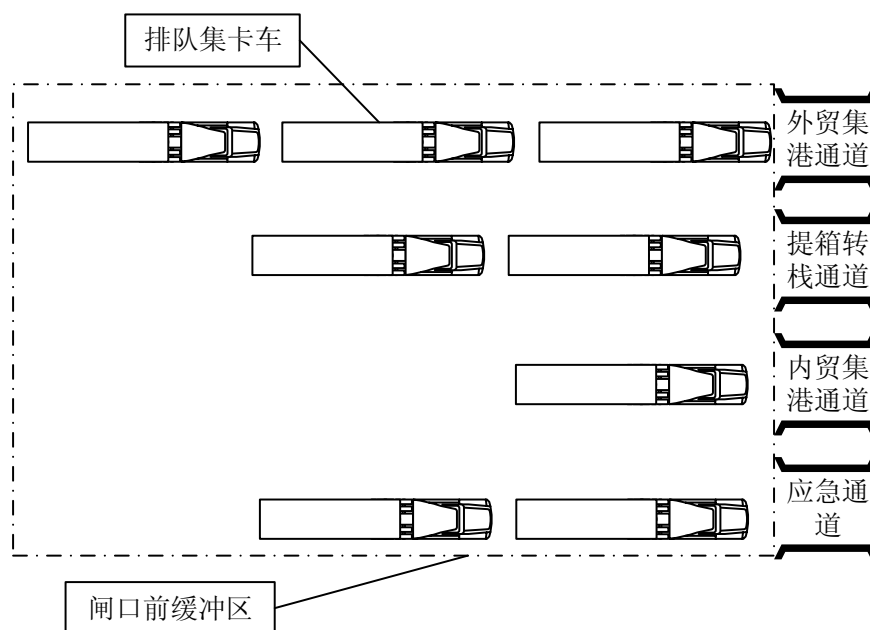 排队集卡车
外贸集
港通道
提箱转
栈通道
内贸集
港通道
应急通
道
闸口前缓冲区